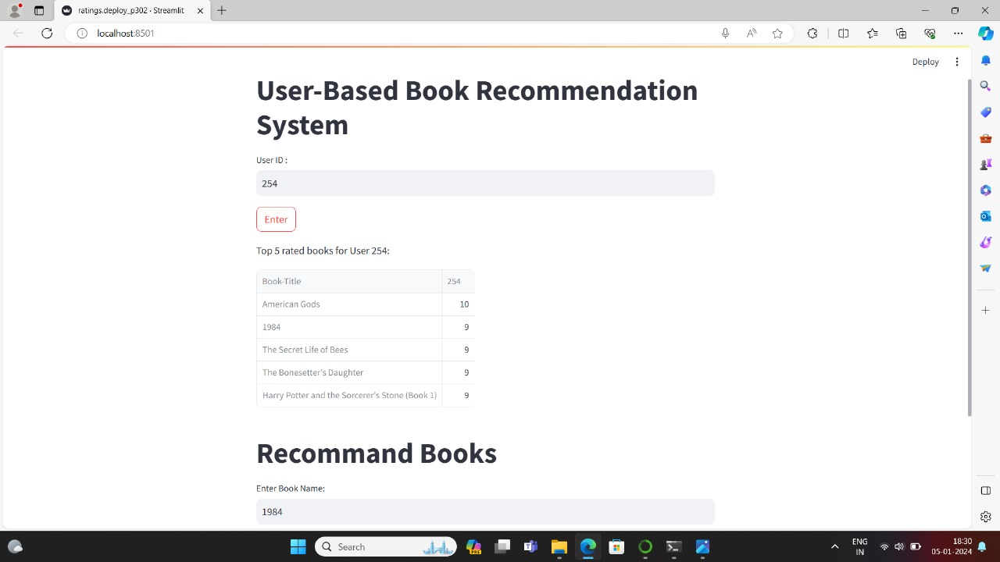 ratings.deploy_p302 · Streamlit
localhost:8501
Deploy
User-Based Book Recommendation
System
User ID :
254
Enter
Top 5 rated books for User 254:
Book-Title 254
American Gods 10
1984 9
The Secret Life of Bees 9
The Bonesetter's Daughter 9
Harry Potter and the Sorcerer's Stone (Book 1) 9
Recommand Books
Enter Book Name:
1984
Search
PRE
ENG
IN
18:30
05-01-2024